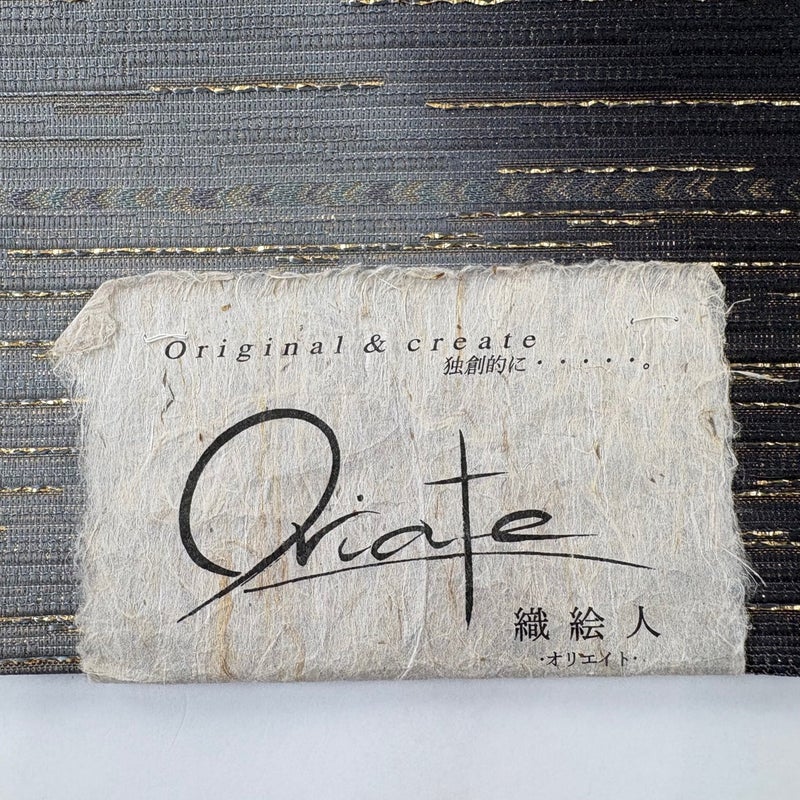 Original & create
独創的に・・・・・。
Oriate
織絵人
・オリエイト・